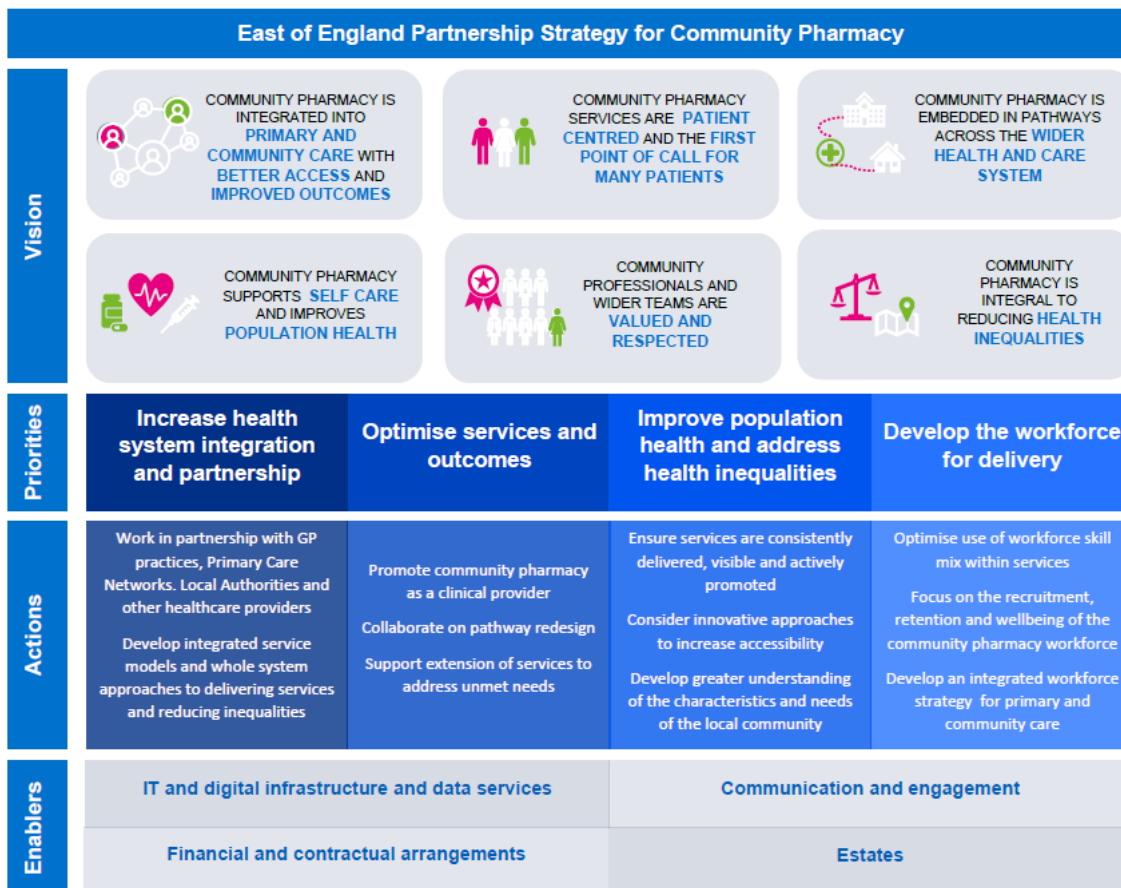 East of England Partnership Strategy for Community Pharmacy
Vision
COMMUNITY PHARMACY IS
INTEGRATED INTO
PRIMARY AND
COMMUNITY CARE WITH
BETTER ACCESS AND
IMPROVED OUTCOMES
COMMUNITY PHARMACY
SERVICES ARE PATIENT
CENTRED AND THE FIRST
POINT OF CALL FOR
MANY PATIENTS
COMMUNITY PHARMACY IS
EMBEDDED IN PATHWAYS
ACROSS THE WIDER
HEALTH AND CARE
SYSTEM
COMMUNITY PHARMACY
SUPPORTS SELF CARE
AND IMPROVES
POPULATION HEALTH
COMMUNITY
PROFESSIONALS AND
WIDER TEAMS ARE
VALUED AND
RESPECTED
COMMUNITY
PHARMACY IS
INTEGRAL TO
REDUCING HEALTH
INEQUALITIES
Priorities
Increase health
system integration
and partnership
Optimise services and
outcomes
Improve population
health and address
health inequalities
Develop the workforce
for delivery
Actions
Work in partnership with GP
practices, Primary Care
Networks. Local Authorities and
other healthcare providers
Develop integrated service
models and whole system
approaches to delivering services
and reducing inequalities
Promote community pharmacy
as a clinical provider
Collaborate on pathway redesign
Support extension of services to
address unmet needs
Ensure services are consistently
delivered, visible and actively
promoted
Consider innovative approaches
to increase accessibility
Develop greater understanding
of the characteristics and needs
of the local community
Optimise use of workforce skill
mix within services
Focus on the recruitment,
retention and wellbeing of the
community pharmacy workforce
Develop an integrated workforce
strategy for primary and
community care
Enablers
IT and digital infrastructure and data services
Communication and engagement
Financial and contractual arrangements
Estates